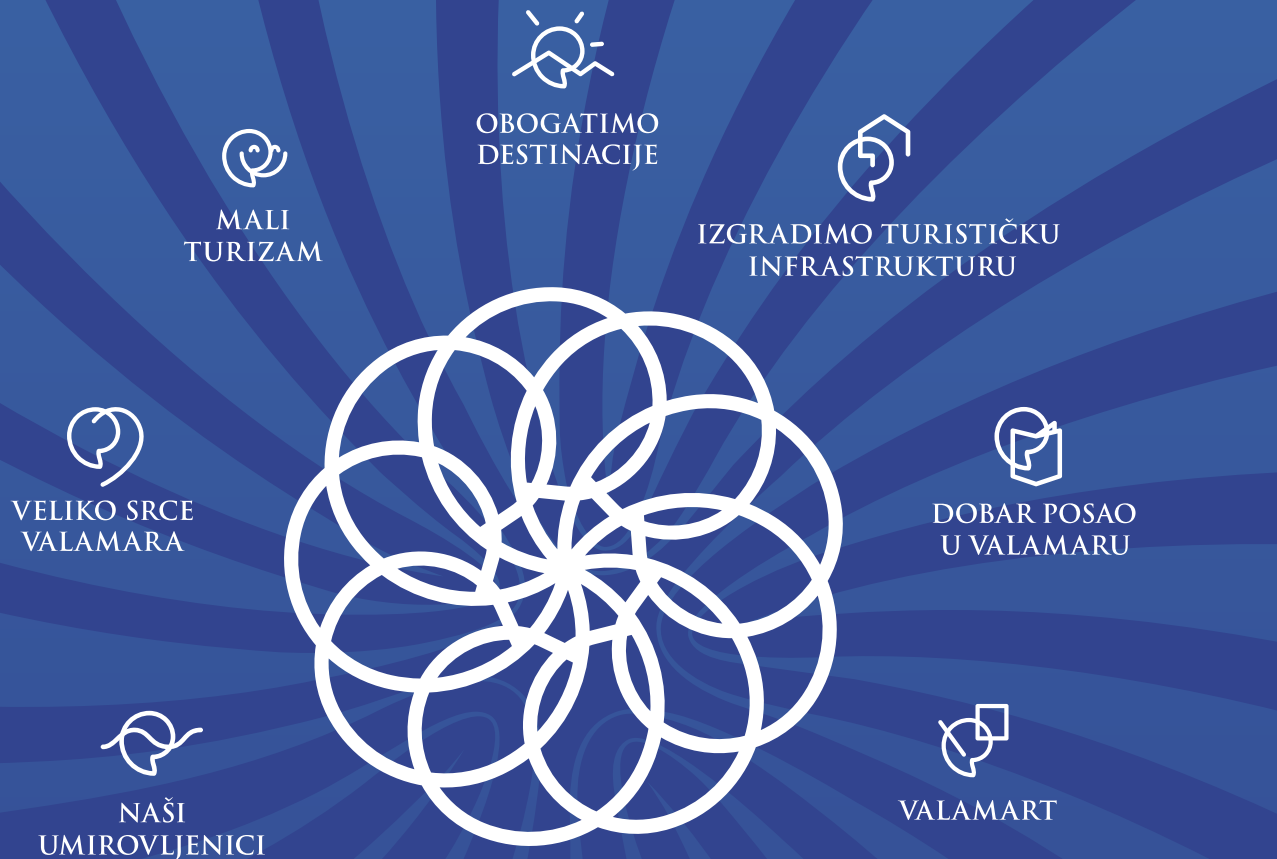 OBOGATIMO
DESTINACIJE
MALI
TURIZAM
IZGRADIMO TURISTIČKU
INFRASTRUKTURU
VELIKO SRCE
VALAMARA
DOBAR POSAO
U VALAMARU
NAŠI
UMIROVLJENICI
VALAMART